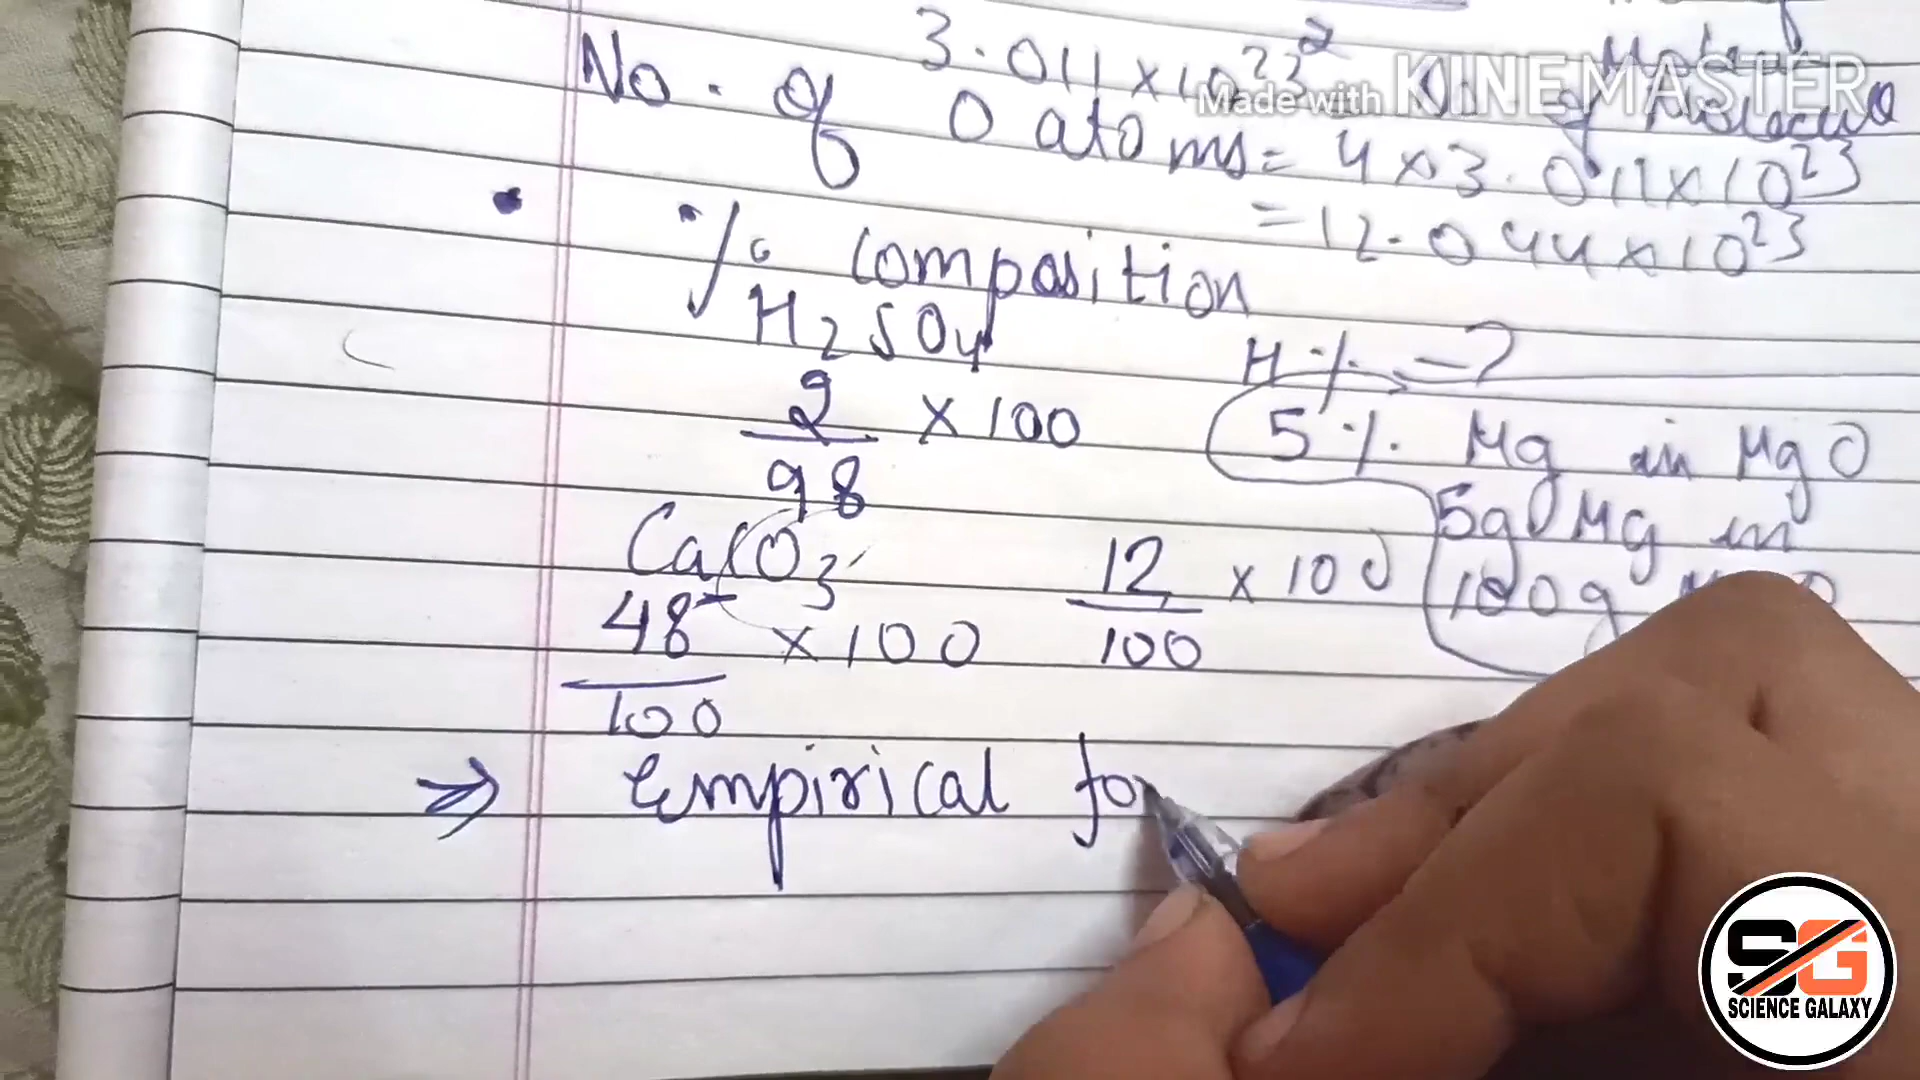 3.011×10²³
Made with KINEMASTER
No. of O atoms = 4×3.011×10²³
= 12.044×10²³
• % composition
H₂SO₄
H% = ?
2/98 × 100
5% Mg in MgO
5g Mg in
100g
CaCO₃
48/100 × 100
12/100 × 100
⇒ Empirical fo
SG
SCIENCE GALAXY